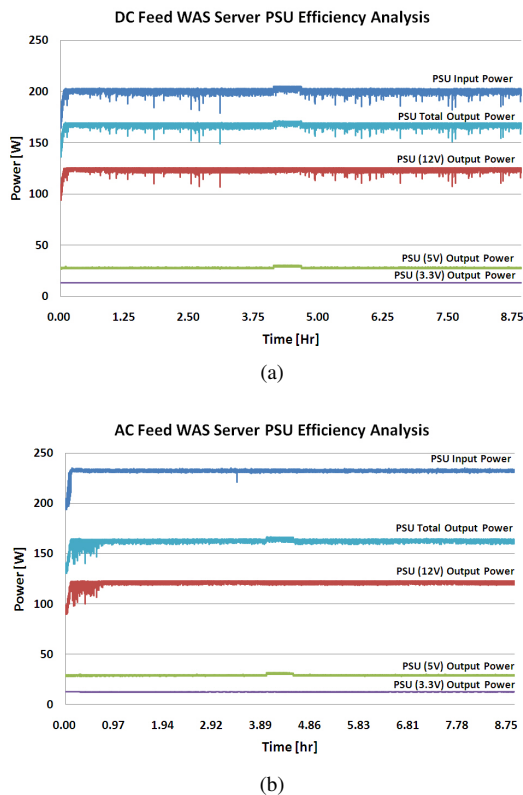 DC Feed WAS Server PSU Efficiency Analysis
250
200
150
100
50
0
Power [W]
PSU Input Power
PSU Total Output Power
PSU (12V) Output Power
PSU (5V) Output Power
PSU (3.3V) Output Power
0.00 1.25 2.50 3.75 5.00 6.25 7.50 8.75
Time [Hr]
(a)
AC Feed WAS Server PSU Efficiency Analysis
250
200
150
100
50
0
Power [W]
PSU Input Power
PSU Total Output Power
PSU (12V) Output Power
PSU (5V) Output Power
PSU (3.3V) Output Power
0.00 0.97 1.94 2.92 3.89 4.86 5.83 6.81 7.78 8.75
Time [hr]
(b)